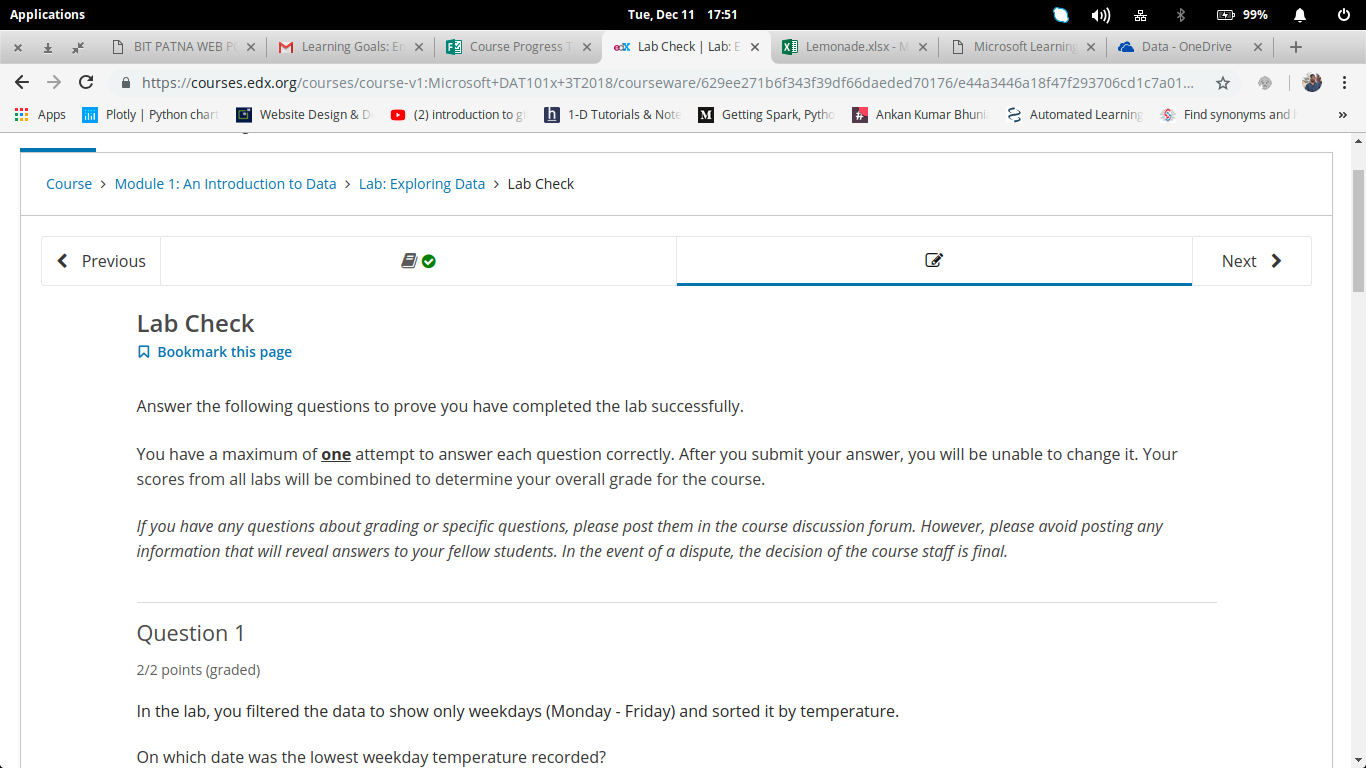 Applications
Tue, Dec 11 17:51
99%
BIT PATNA WEB
Learning Goals:
Course Progress
Lab Check | Lab:
Lemonade.xlsx -
Microsoft Learning
Data - OneDrive
https://courses.edx.org/courses/course-v1:Microsoft+DAT101x+3T2018/courseware/629ee271b6f343f39df66daeded70176/e44a3446a18f47f293706cd1c7a01...
Apps
Plotly | Python chart
Website Design &
(2) introduction to
1-D Tutorials & Note
Getting Spark, Pytho
Ankan Kumar Bhuni
Automated Learning
Find synonyms and
Course > Module 1: An Introduction to Data > Lab: Exploring Data > Lab Check
Previous
Next
Lab Check
Bookmark this page
Answer the following questions to prove you have completed the lab successfully.
You have a maximum of one attempt to answer each question correctly. After you submit your answer, you will be unable to change it. Your
scores from all labs will be combined to determine your overall grade for the course.
If you have any questions about grading or specific questions, please post them in the course discussion forum. However, please avoid posting any
information that will reveal answers to your fellow students. In the event of a dispute, the decision of the course staff is final.
Question 1
2/2 points (graded)
In the lab, you filtered the data to show only weekdays (Monday - Friday) and sorted it by temperature.
On which date was the lowest weekday temperature recorded?